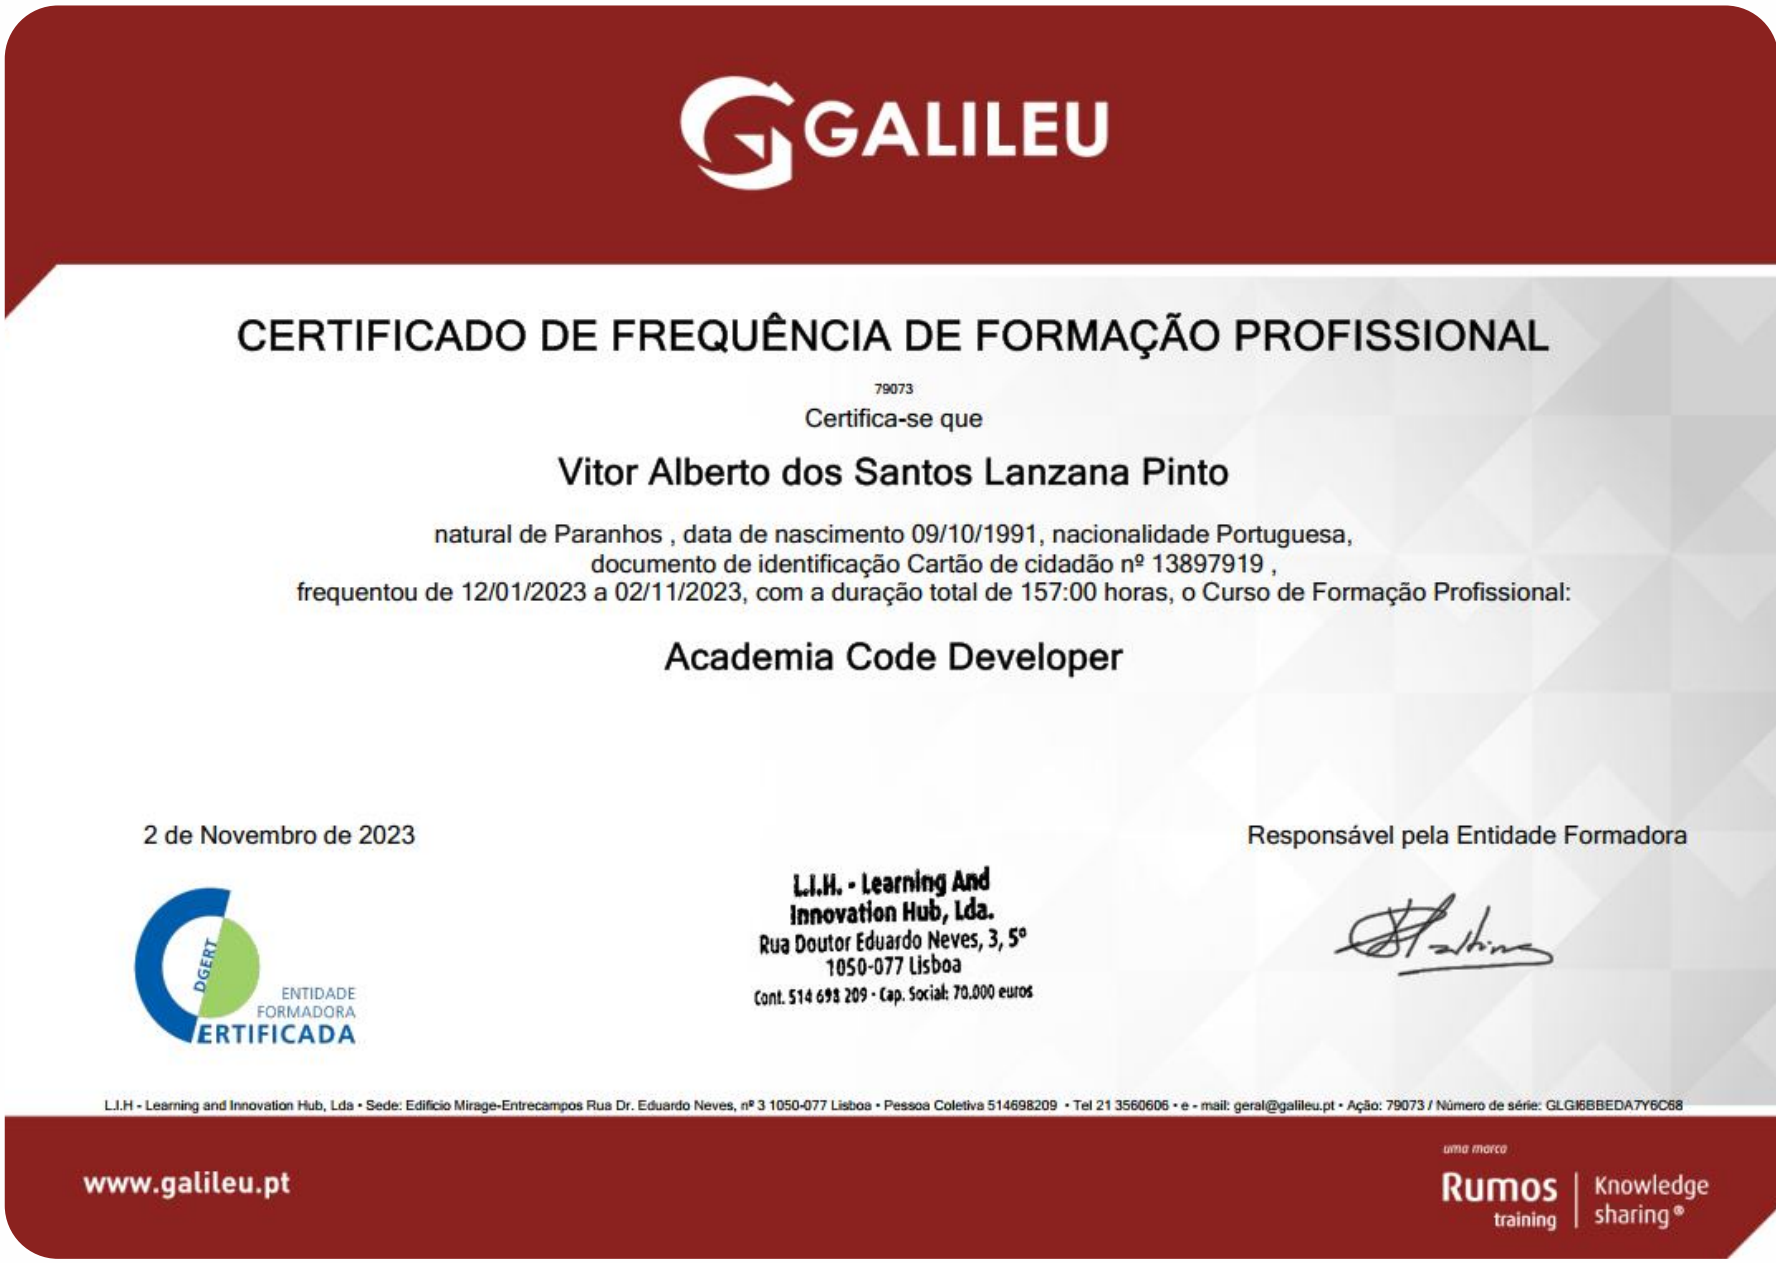 GALILEU
CERTIFICADO DE FREQUÊNCIA DE FORMAÇÃO PROFISSIONAL
79073
Certifica-se que
Vitor Alberto dos Santos Lanzana Pinto
natural de Paranhos , data de nascimento 09/10/1991, nacionalidade Portuguesa,
documento de identificação Cartão de cidadão nº 13897919 ,
frequentou de 12/01/2023 a 02/11/2023, com a duração total de 157:00 horas, o Curso de Formação Profissional:
Academia Code Developer
2 de Novembro de 2023
Responsável pela Entidade Formadora
DGERT
ENTIDADE
FORMADORA
CERTIFICADA
L.I.H. - Learning And
Innovation Hub, Lda.
Rua Doutor Eduardo Neves, 3, 5º
1050-077 Lisboa
Cont. 514 698 209 - Cap. Social: 70.000 euros
L.I.H - Learning and Innovation Hub, Lda • Sede: Edificio Mirage-Entrecampos Rua Dr. Eduardo Neves, nº 3 1050-077 Lisboa • Pessoa Coletiva 514698209 • Tel 21 3560606 • e - mail: geral@galileu.pt • Ação: 79073 / Número de série: GLGI6BBEDA7Y6C68
www.galileu.pt
uma marca
Rumos
training
Knowledge
sharing®